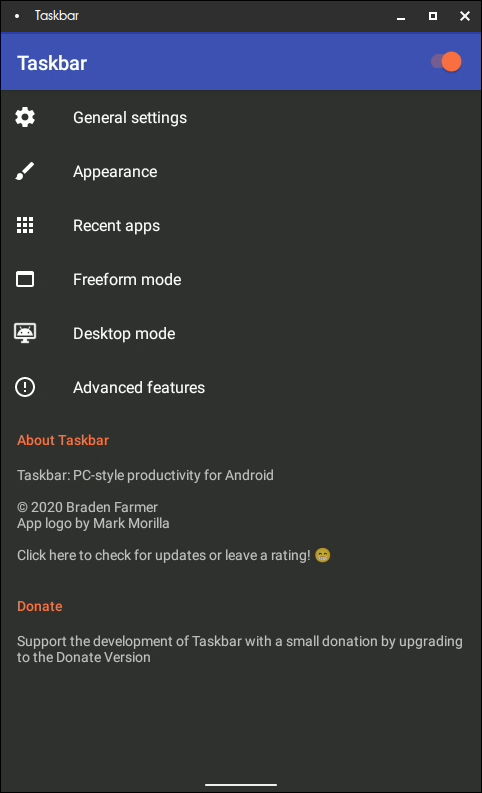 Taskbar
Taskbar
General settings
Appearance
Recent apps
Freeform mode
Desktop mode
Advanced features
About Taskbar
Taskbar: PC-style productivity for Android
© 2020 Braden Farmer
App logo by Mark Morilla
Click here to check for updates or leave a rating! 😁
Donate
Support the development of Taskbar with a small donation by upgrading
to the Donate Version